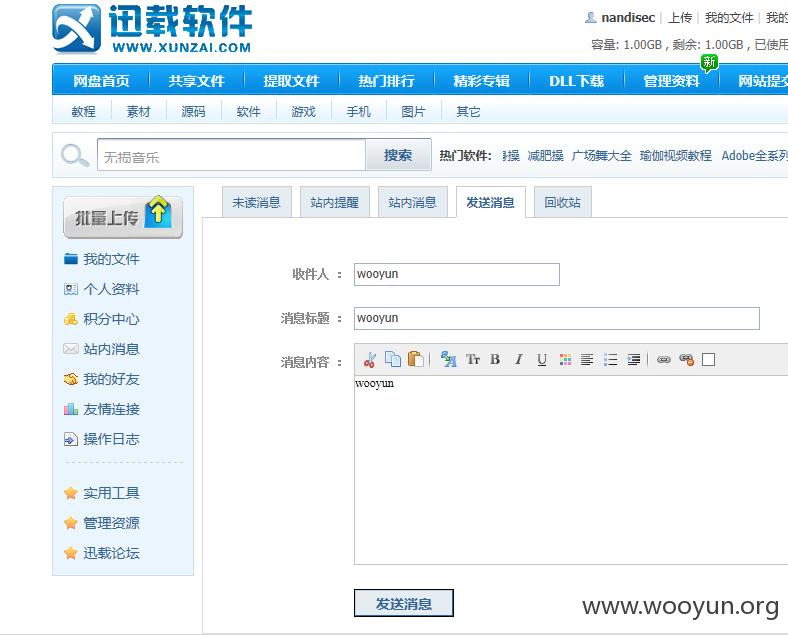 迅载软件
WWW.XUNZAI.COM
nandisec | 上传 | 我的文件 | 我的
容量: 1.00GB , 剩余: 1.00GB , 已使用
新
网盘首页 共享文件 提取文件 热门排行 精彩专辑 DLL下载 管理资料 网站提交
教程 素材 源码 软件 游戏 手机 图片 其它
无损音乐 搜索 热门软件: 操 减肥操 广场舞大全 瑜伽视频教程 Adobe全系列
批量上传 未读消息 站内提醒 站内消息 发送消息 回收站
我的文件
个人资料
积分中心
站内消息
我的好友
友情连接
操作日志
实用工具
管理资源
迅载论坛
收件人 : wooyun
消息标题 : wooyun
消息内容 : Tr B I U
wooyun
发送消息
www.wooyun.org